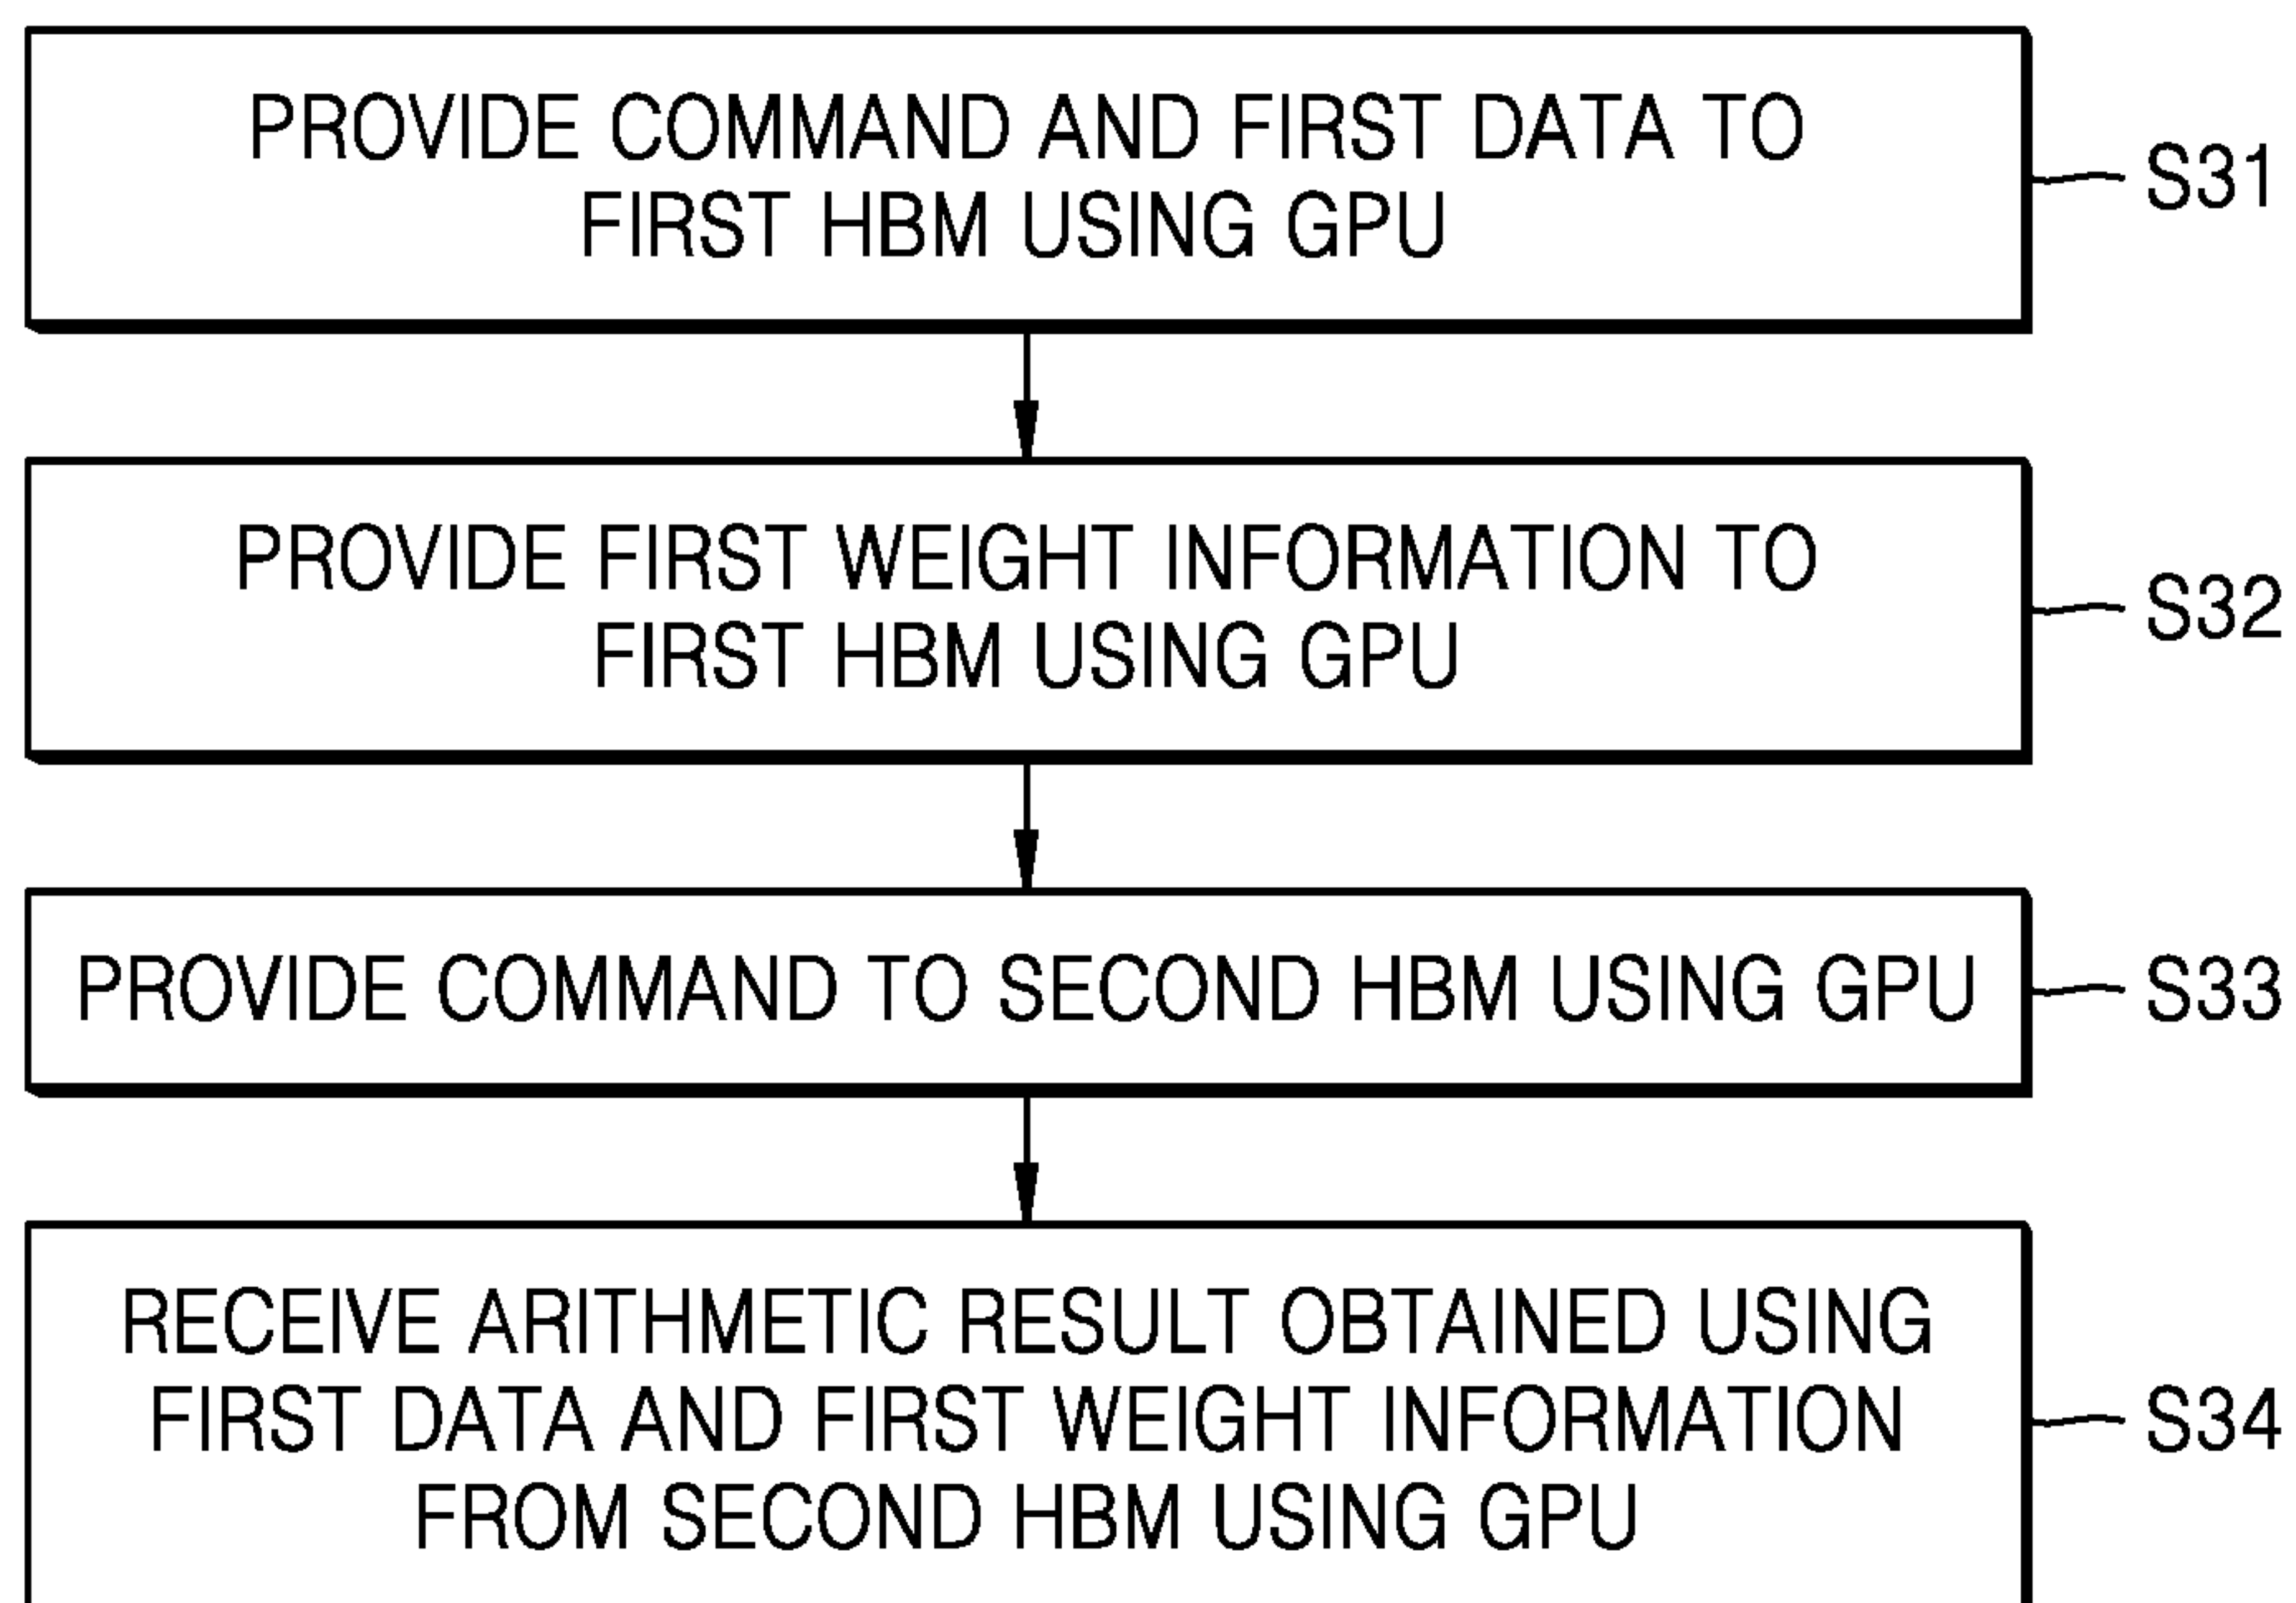 PROVIDE COMMAND AND FIRST DATA TO
FIRST HBM USING GPU
S31
PROVIDE FIRST WEIGHT INFORMATION TO
FIRST HBM USING GPU
S32
PROVIDE COMMAND TO SECOND HBM USING GPU
S33
RECEIVE ARITHMETIC RESULT OBTAINED USING
FIRST DATA AND FIRST WEIGHT INFORMATION
FROM SECOND HBM USING GPU
S34